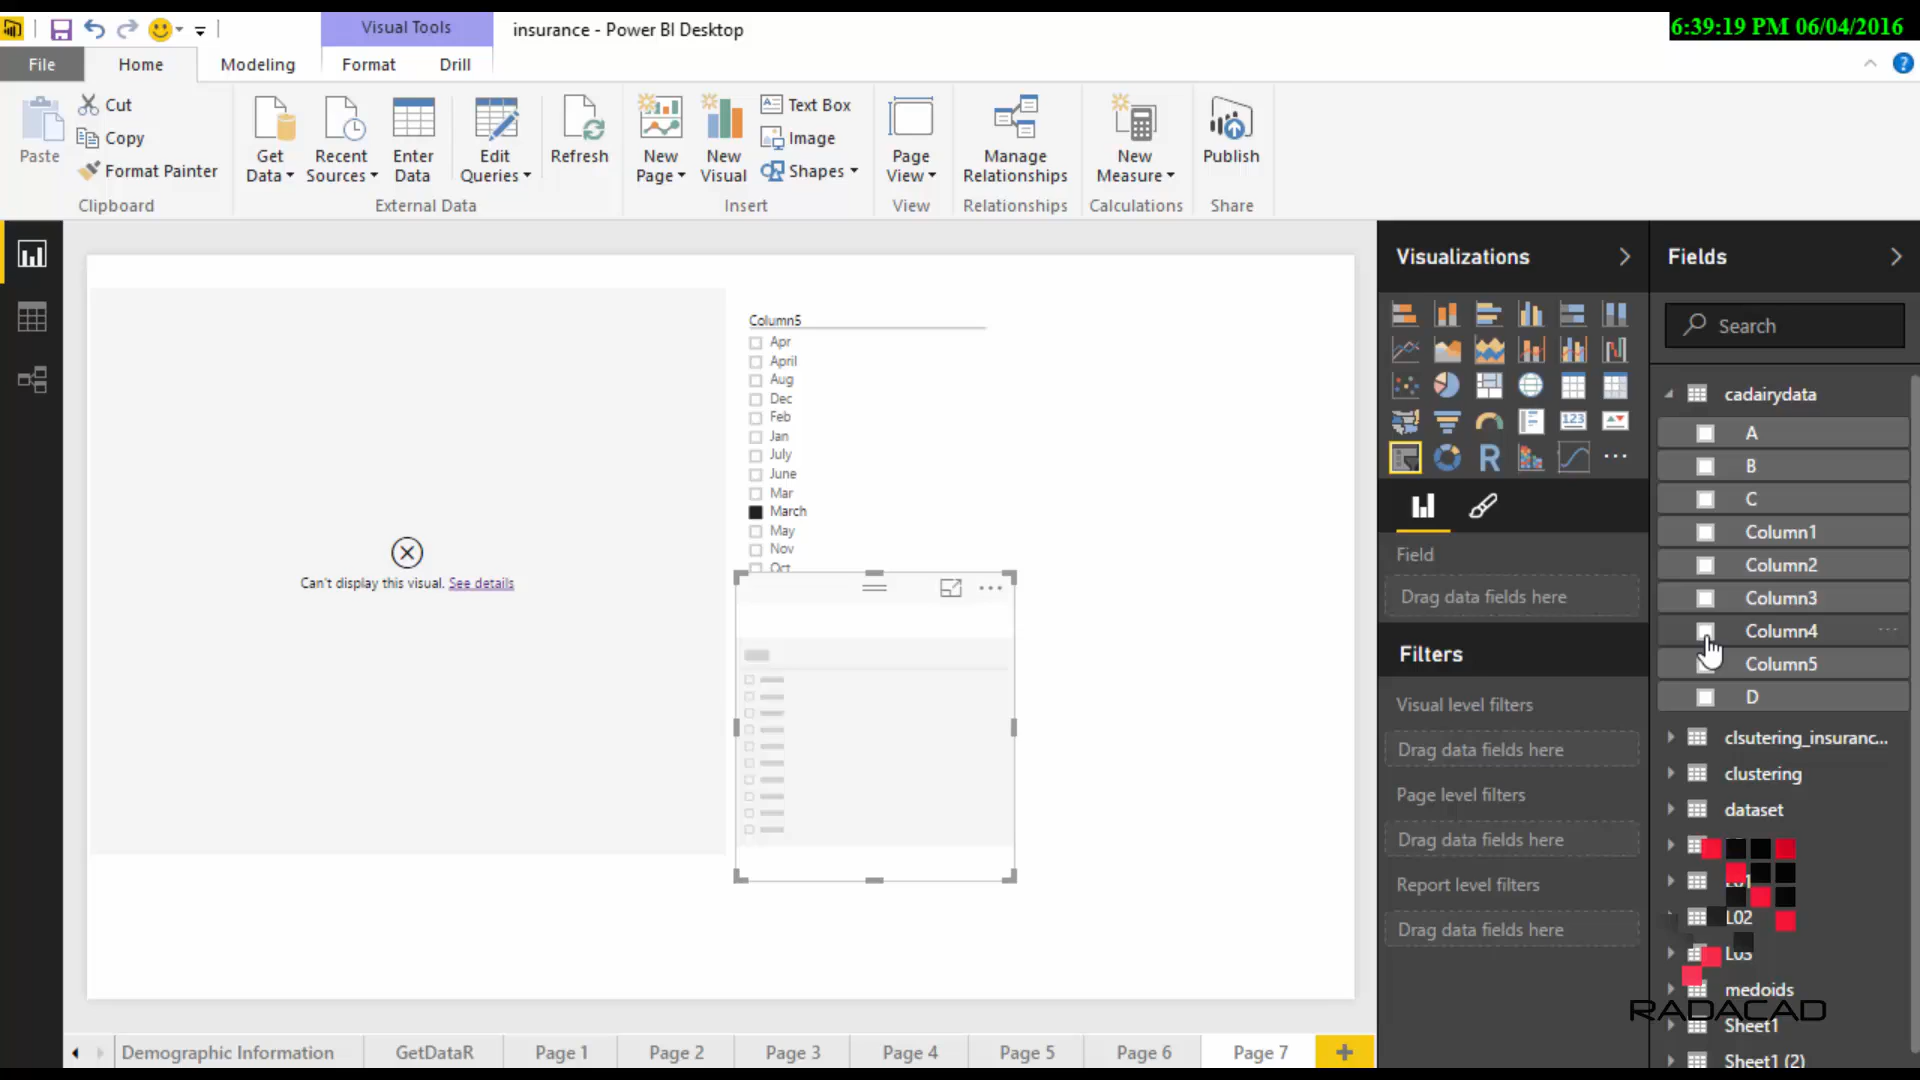 Visual Tools
insurance - Power BI Desktop
6:39:19 PM 06/04/2016
File
Home
Modeling
Format
Drill
Paste
Cut
Copy
Format Painter
Clipboard
Get Data
Recent Sources
Enter Data
Edit Queries
Refresh
External Data
New Page
New Visual
Text Box
Image
Shapes
Insert
Page View
View
Manage Relationships
Relationships
New Measure
Calculations
Publish
Share
Can't display this visual. See details
Column5
Apr
April
Aug
Dec
Feb
Jan
July
June
Mar
March
May
Nov
Oct
Visualizations
R
123
Field
Drag data fields here
Filters
Visual level filters
Drag data fields here
Page level filters
Drag data fields here
Report level filters
Drag data fields here
Fields
Search
cadairydata
A
B
C
Column1
Column2
Column3
Column4
Column5
D
clsutering_insuranc...
clustering
dataset
L02
L03
medoids
RADACAD
Sheet1
Sheet1 (2)
Demographic Information
GetDataR
Page 1
Page 2
Page 3
Page 4
Page 5
Page 6
Page 7